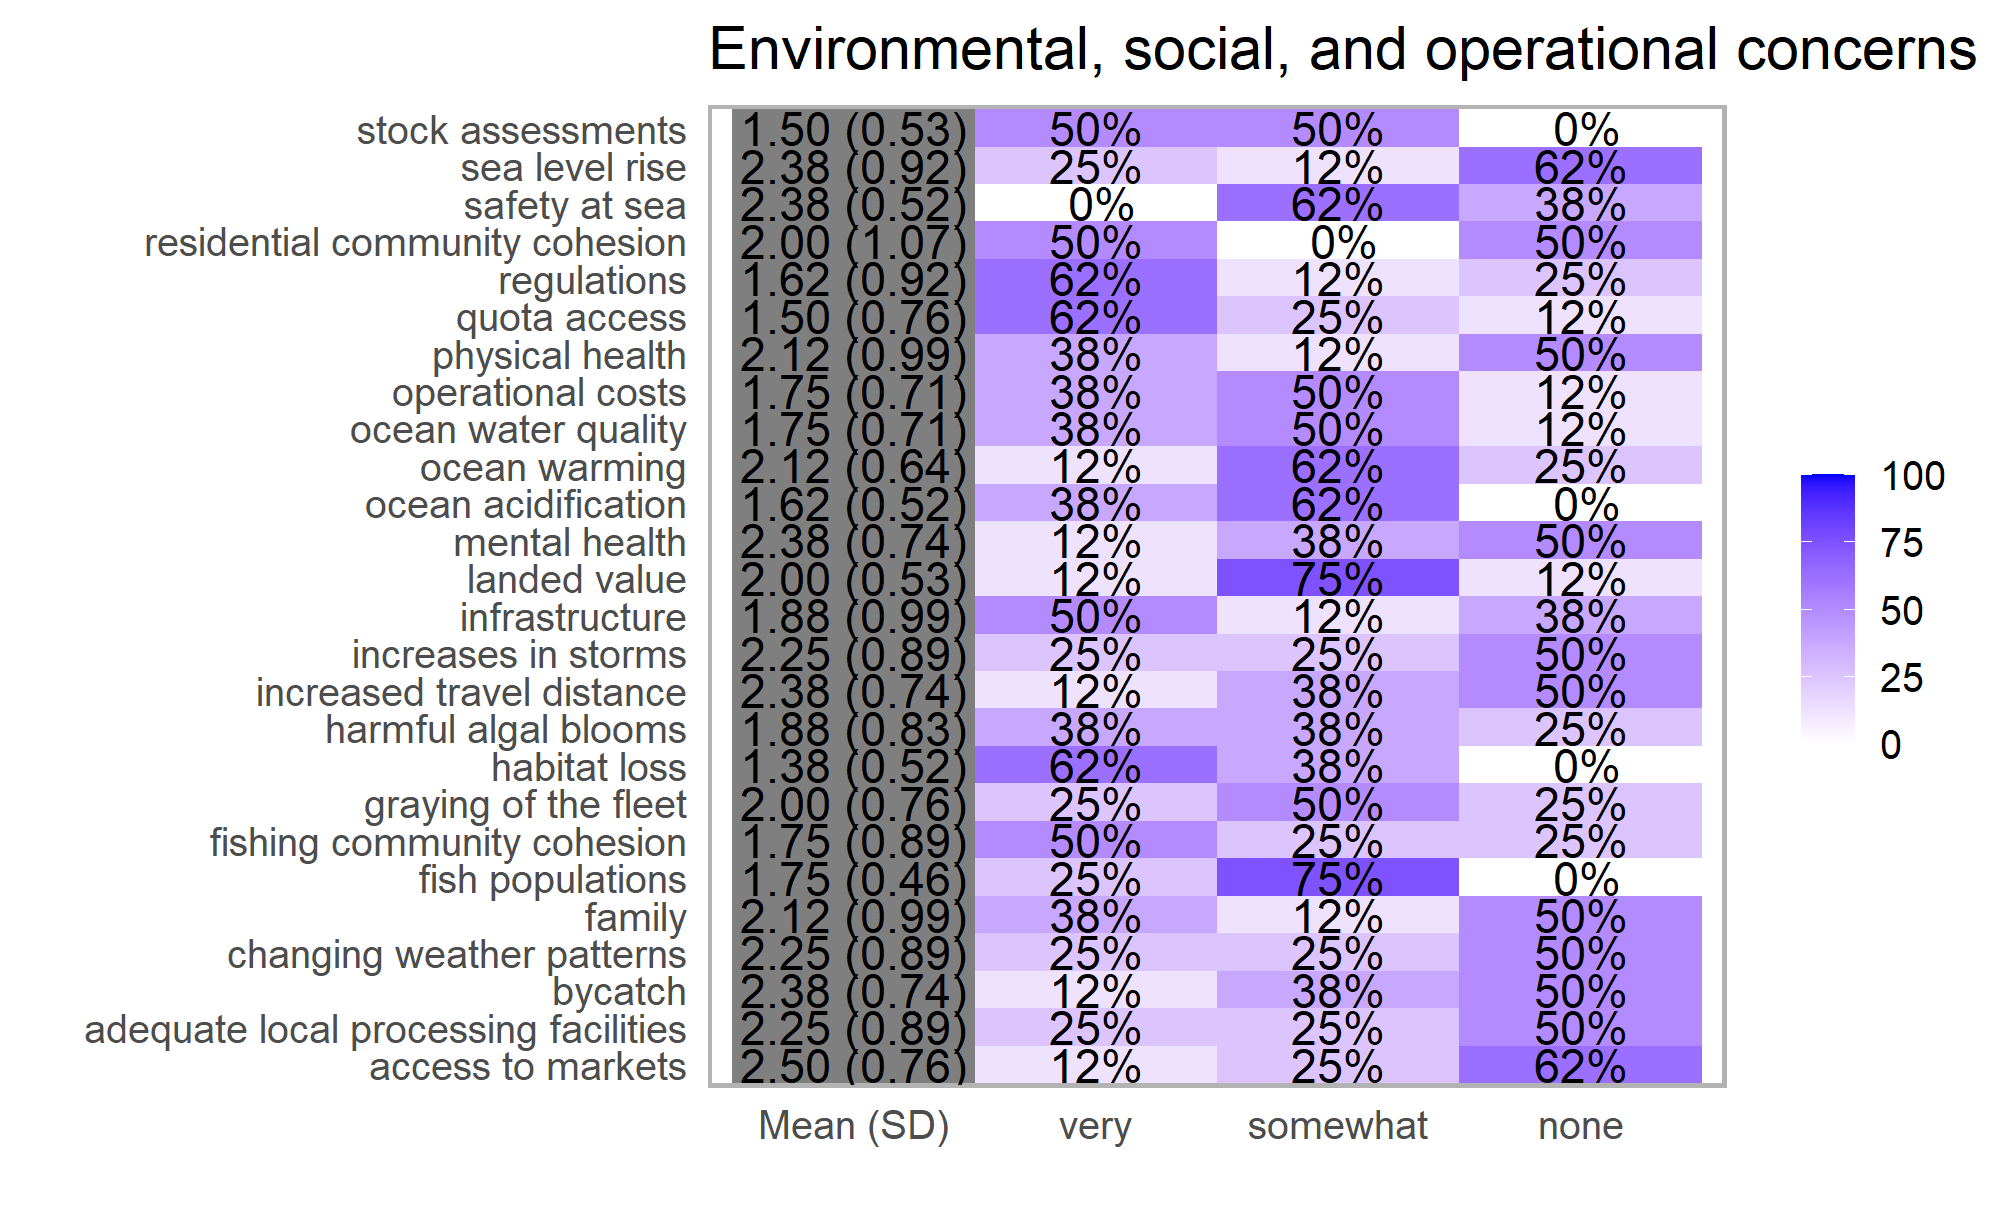 Environmental, social, and operational concerns
stock assessments 1.50 (0.53) 50% 50% 0%
sea level rise 2.38 (0.92) 25% 12% 62%
safety at sea 2.38 (0.52) 0% 62% 38%
residential community cohesion 2.00 (1.07) 50% 0% 50%
regulations 1.62 (0.92) 62% 12% 25%
quota access 1.50 (0.76) 62% 25% 12%
physical health 2.12 (0.99) 38% 12% 50%
operational costs 1.75 (0.71) 38% 50% 12%
ocean water quality 1.75 (0.71) 38% 50% 12%
ocean warming 2.12 (0.64) 12% 62% 25%
ocean acidification 1.62 (0.52) 38% 62% 0%
mental health 2.38 (0.74) 12% 38% 50%
landed value 2.00 (0.53) 12% 75% 12%
infrastructure 1.88 (0.99) 50% 12% 38%
increases in storms 2.25 (0.89) 25% 25% 50%
increased travel distance 2.38 (0.74) 12% 38% 50%
harmful algal blooms 1.88 (0.83) 38% 38% 25%
habitat loss 1.38 (0.52) 62% 38% 0%
graying of the fleet 2.00 (0.76) 25% 50% 25%
fishing community cohesion 1.75 (0.89) 50% 25% 25%
fish populations 1.75 (0.46) 25% 75% 0%
family 2.12 (0.99) 38% 12% 50%
changing weather patterns 2.25 (0.89) 25% 25% 50%
bycatch 2.38 (0.74) 12% 38% 50%
adequate local processing facilities 2.25 (0.89) 25% 25% 50%
access to markets 2.50 (0.76) 12% 25% 62%
Mean (SD) very somewhat none
100
75
50
25
0